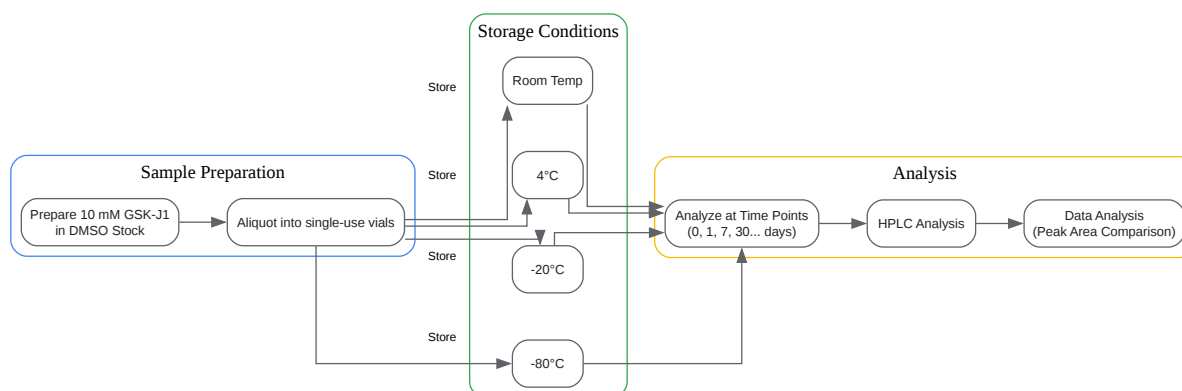 Storage Conditions
Store
Room Temp
Sample Preparation
Prepare 10 mM GSK-J1
in DMSO Stock
Aliquot into single-use vials
Store
4°C
Store
-20°C
Store
-80°C
Analysis
Analyze at Time Points
(0, 1, 7, 30... days)
HPLC Analysis
Data Analysis
(Peak Area Comparison)